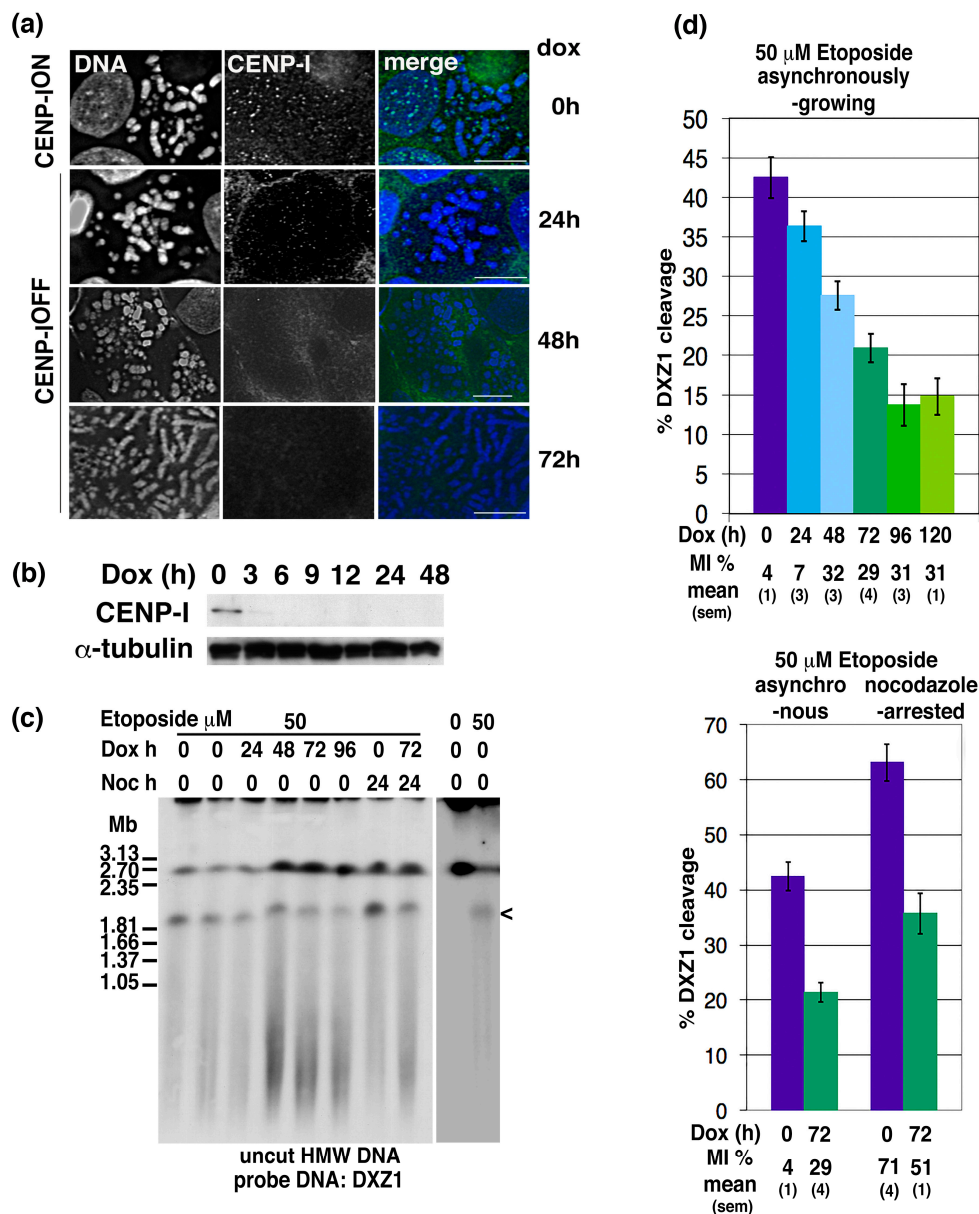 (a)
DNA CENP-I merge dox
CENP-ION
0h
CENP-IOFF
24h
48h
72h
(b)
Dox (h) 0 3 6 9 12 24 48
CENP-I
α-tubulin
(c)
Etoposide μM 50 0 50
Dox h 0 0 24 48 72 96 0 72 0 0
Noc h 0 0 0 0 0 0 24 24 0 0
Mb
3.13
2.70
2.35
1.81
1.66
1.37
1.05
<
uncut HMW DNA
probe DNA: DXZ1
(d)
50 μM Etoposide
asynchronously
-growing
% DXZ1 cleavage
50
45
40
35
30
25
20
15
10
5
0
Dox (h) 0 24 48 72 96 120
MI % 4 7 32 29 31 31
mean (1) (3) (3) (4) (3) (1)
(sem)
50 μM Etoposide
asynchro nocodazole
-nous -arrested
% DXZ1 cleavage
70
60
50
40
30
20
10
0
Dox (h) 0 72 0 72
MI % 4 29 71 51
mean (1) (4) (4) (1)
(sem)